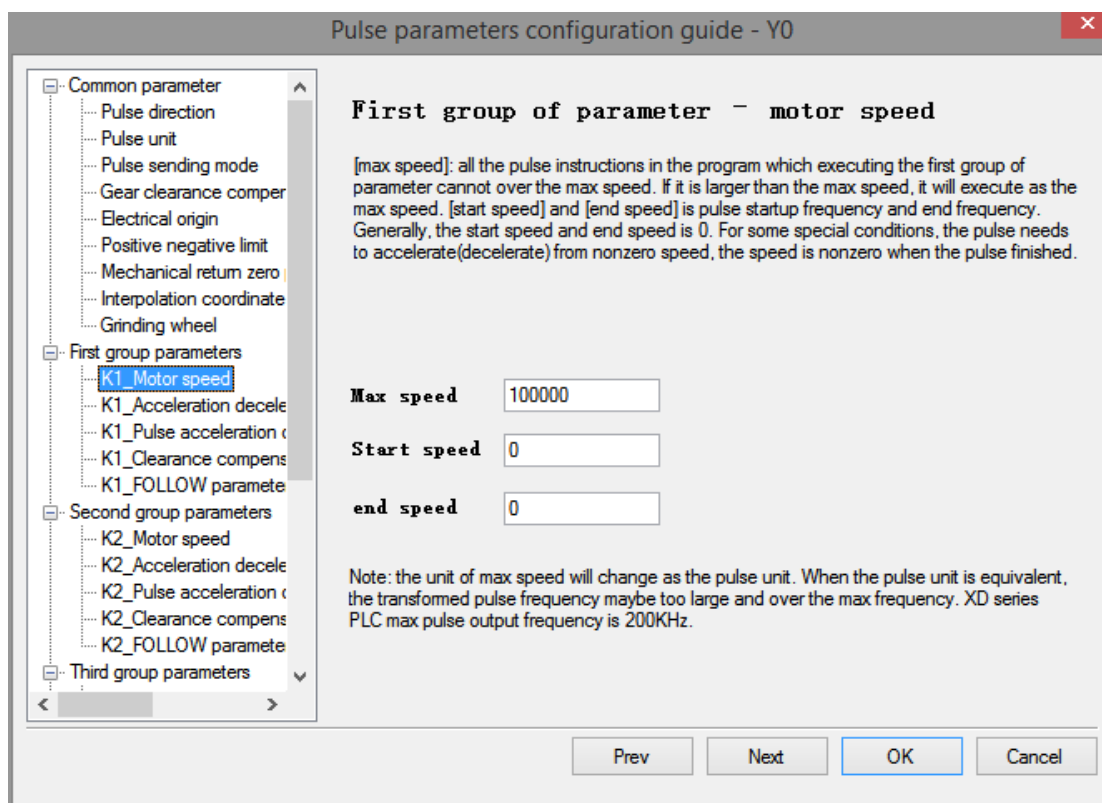 Pulse parameters configuration guide - Y0
Common parameter
Pulse direction
Pulse unit
Pulse sending mode
Gear clearance comper
Electrical origin
Positive negative limit
Mechanical return zero
Interpolation coordinate
Grinding wheel
First group parameters
K1_Motor speed
K1_Acceleration decele
K1_Pulse acceleration
K1_Clearance compens
K1_FOLLOW paramete
Second group parameters
K2_Motor speed
K2_Acceleration decele
K2_Pulse acceleration
K2_Clearance compens
K2_FOLLOW paramete
Third group parameters
First group of parameter - motor speed
[max speed]: all the pulse instructions in the program which executing the first group of
parameter cannot over the max speed. If it is larger than the max speed, it will execute as the
max speed. [start speed] and [end speed] is pulse startup frequency and end frequency.
Generally, the start speed and end speed is 0. For some special conditions, the pulse needs
to accelerate(decelerate) from nonzero speed, the speed is nonzero when the pulse finished.
Max speed 100000
Start speed 0
end speed 0
Note: the unit of max speed will change as the pulse unit. When the pulse unit is equivalent,
the transformed pulse frequency maybe too large and over the max frequency. XD series
PLC max pulse output frequency is 200KHz.
Prev Next OK Cancel